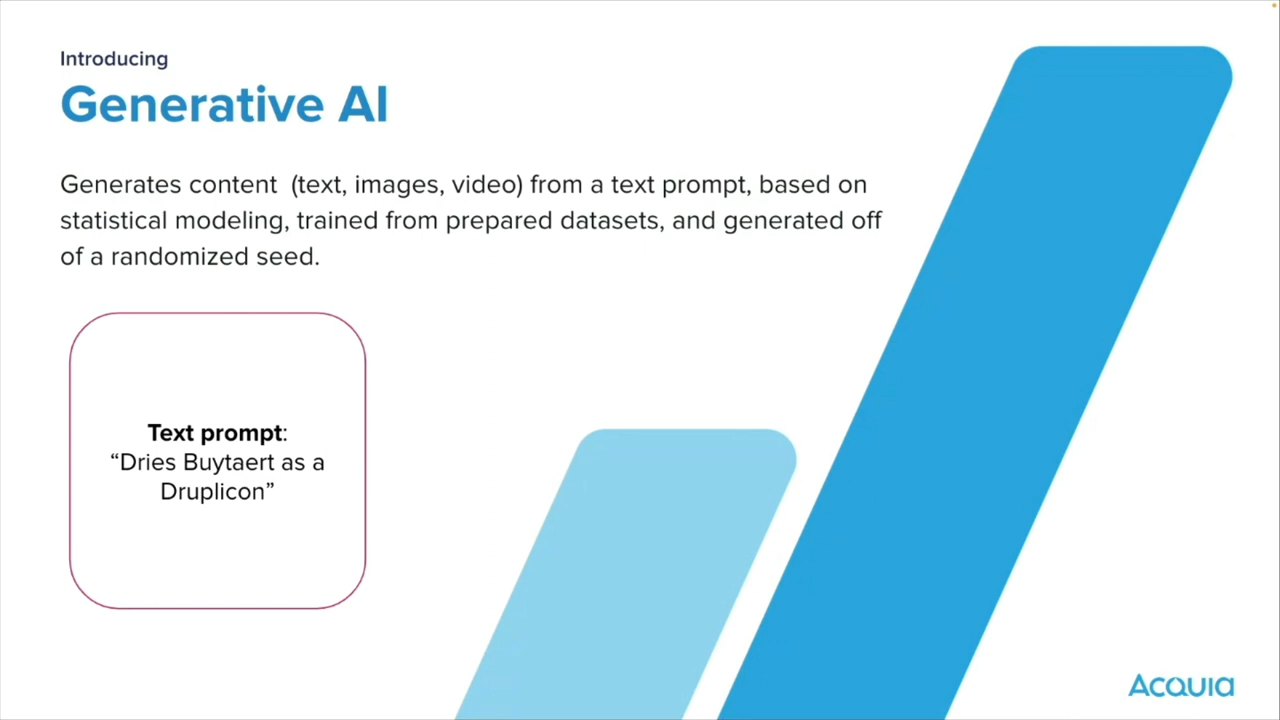 Introducing
Generative AI
Generates content  (text, images, video) from a text prompt, based on
statistical modeling, trained from prepared datasets, and generated off
of a randomized seed.
Text prompt:
“Dries Buytaert as a
Druplicon”
Acquia